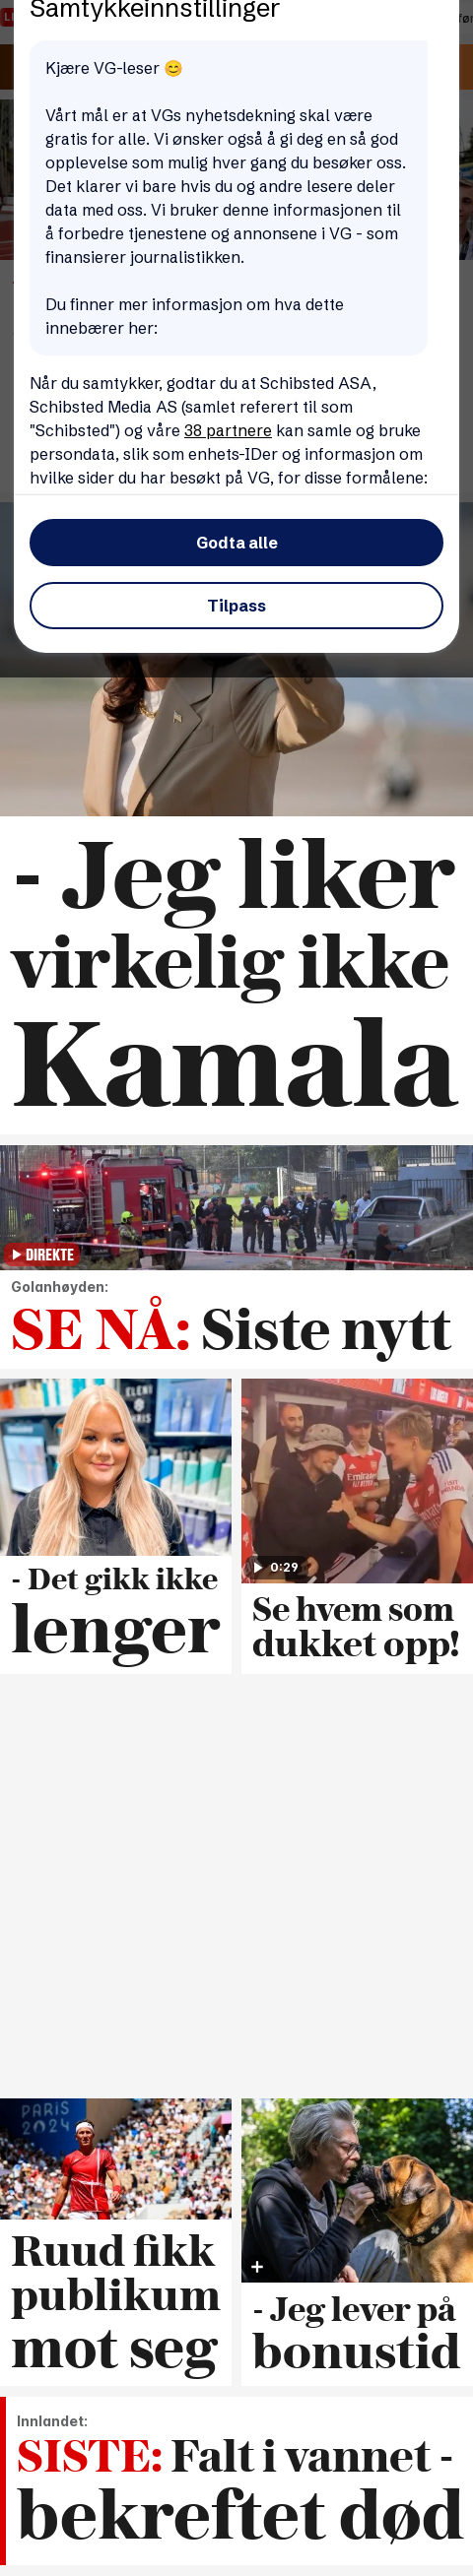 Samtykkeinnstillinger
Kjære VG-leser 😊
Vårt mål er at VGs nyhetsdekning skal være
gratis for alle. Vi ønsker også å gi deg en så god
opplevelse som mulig hver gang du besøker oss.
Det klarer vi bare hvis du og andre lesere deler
data med oss. Vi bruker denne informasjonen til
å forbedre tjenestene og annonsene i VG - som
finansierer journalistikken.
Du finner mer informasjon om hva dette
innebærer her:
Når du samtykker, godtar du at Schibsted ASA,
Schibsted Media AS (samlet referert til som
"Schibsted") og våre 38 partnere kan samle og bruke
persondata, slik som enhets-IDer og informasjon om
hvilke sider du har besøkt på VG, for disse formålene:
Godta alle
Tilpass
- Jeg liker
virkelig ikke
Kamala
DIREKTE
Golanhøyden:
SE NÅ: Siste nytt
- Det gikk ikke
lenger
0:29
Se hvem som
dukket opp!
PARIS
2024
Ruud fikk
publikum
mot seg
- Jeg lever på
bonustid
Innlandet:
SISTE: Falt i vannet -
bekreftet død